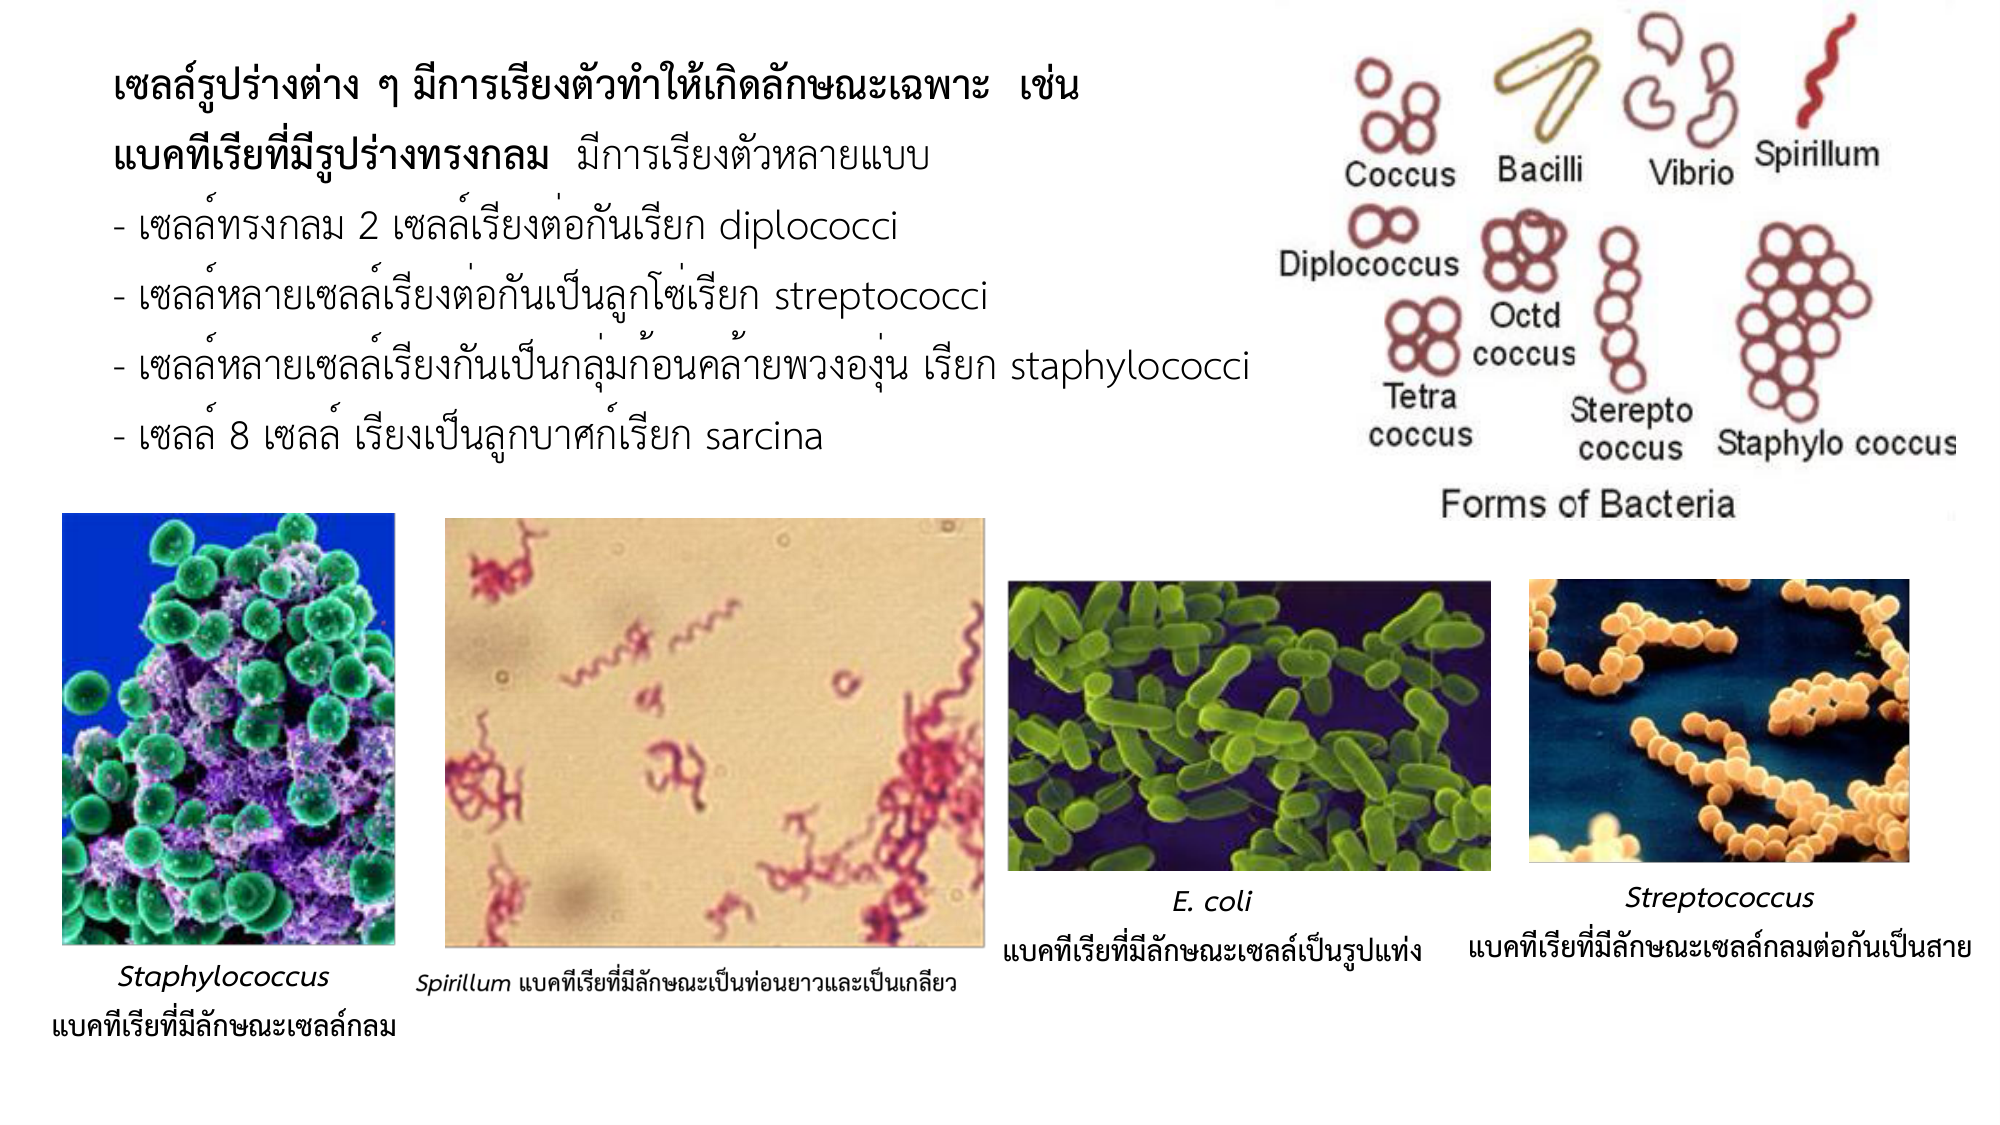 เซลล์รูปร่างต่าง ๆ มีการเรียงตัวทำให้เกิดลักษณะเฉพาะ เช่น
แบคทีเรียที่มีรูปร่างทรงกลม มีการเรียงตัวหลายแบบ
- เซลล์ทรงกลม 2 เซลล์เรียงต่อกันเรียก diplococci
- เซลล์หลายเซลล์เรียงต่อกันเป็นลูกโซ่เรียก streptococci
- เซลล์หลายเซลล์เรียงกันเป็นกลุ่มก้อนคล้ายพวงองุ่น เรียก staphylococci
- เซลล์ 8 เซลล์ เรียงเป็นลูกบาศก์เรียก sarcina
Coccus
Bacilli
Vibrio
Spirillum
Diplococcus
Octd
coccus
Tetra
coccus
Sterepto
coccus
Staphylo coccus
Forms of Bacteria
Staphylococcus
แบคทีเรียที่มีลักษณะเซลล์กลม
Spirillum แบคทีเรียที่มีลักษณะเป็นท่อนยาวและเป็นเกลียว
E. coli
แบคทีเรียที่มีลักษณะเซลล์เป็นรูปแท่ง
Streptococcus
แบคทีเรียที่มีลักษณะเซลล์กลมต่อกันเป็นสาย